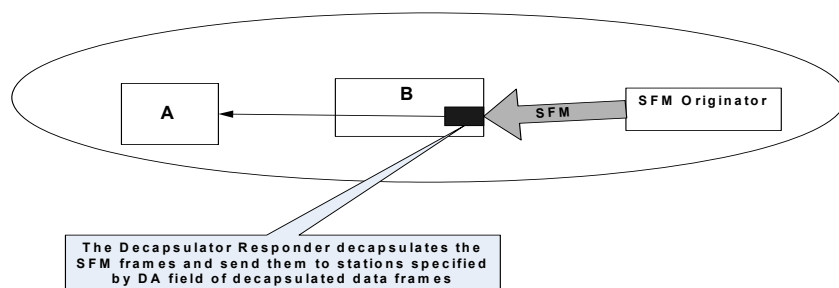 A
B
SFM
SFM Originator
The Decapsulator Responder decapsulates the
SFM frames and send them to stations specified
by DA field of decapsulated data frames